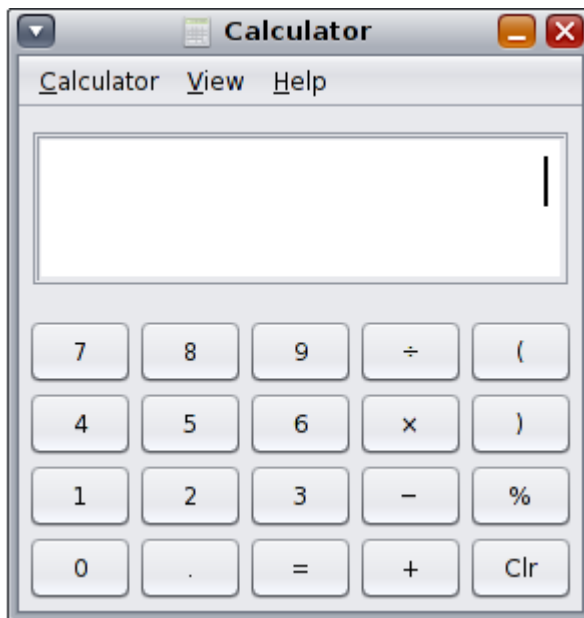 Calculator
Calculator View Help
7 8 9 ÷ (
4 5 6 × )
1 2 3 − %
0 . = + Clr